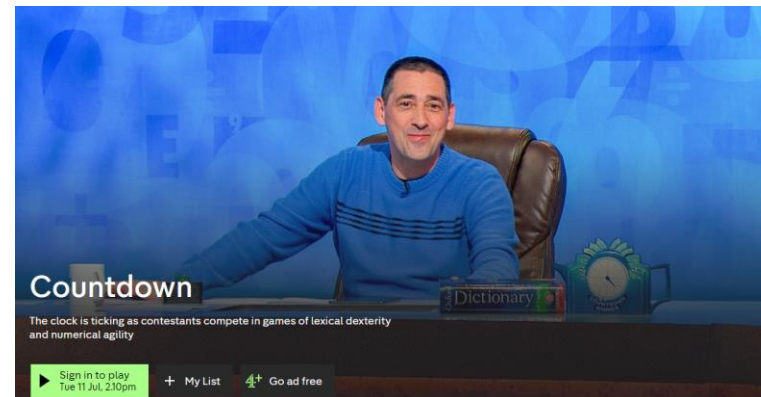 Countdown
Dictionary
The clock is ticking as contestants compete in games of lexical dexterity
and numerical agility
Sign in to play
Tue 11 Jul, 2.10pm
+ My List
4+ Go ad free